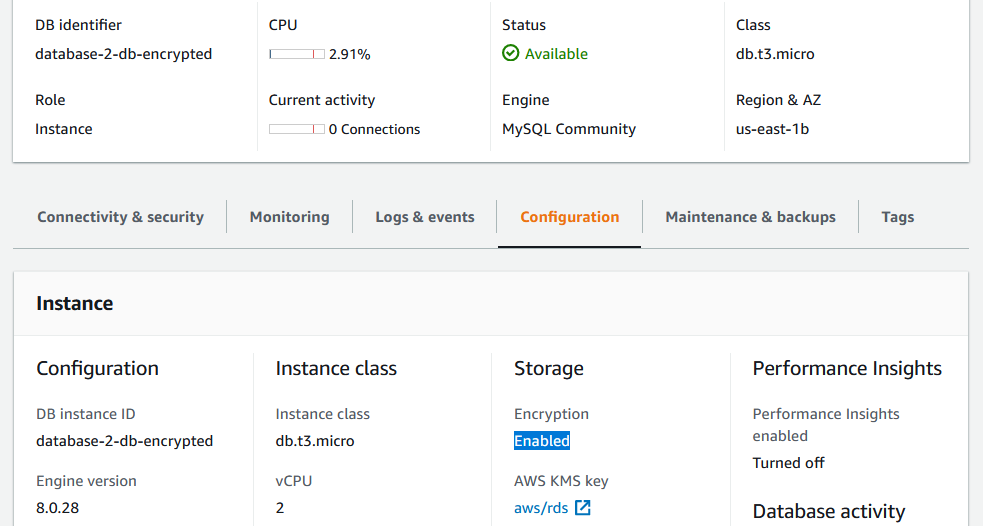 DB identifier
database-2-db-encrypted
CPU
2.91%
Status
Available
Class
db.t3.micro
Role
Instance
Current activity
0 Connections
Engine
MySQL Community
Region & AZ
us-east-1b
Connectivity & security
Monitoring
Logs & events
Configuration
Maintenance & backups
Tags
Instance
Configuration
DB instance ID
database-2-db-encrypted
Engine version
8.0.28
Instance class
Instance class
db.t3.micro
vCPU
2
Storage
Encryption
Enabled
AWS KMS key
aws/rds
Performance Insights
Performance Insights
enabled
Turned off
Database activity